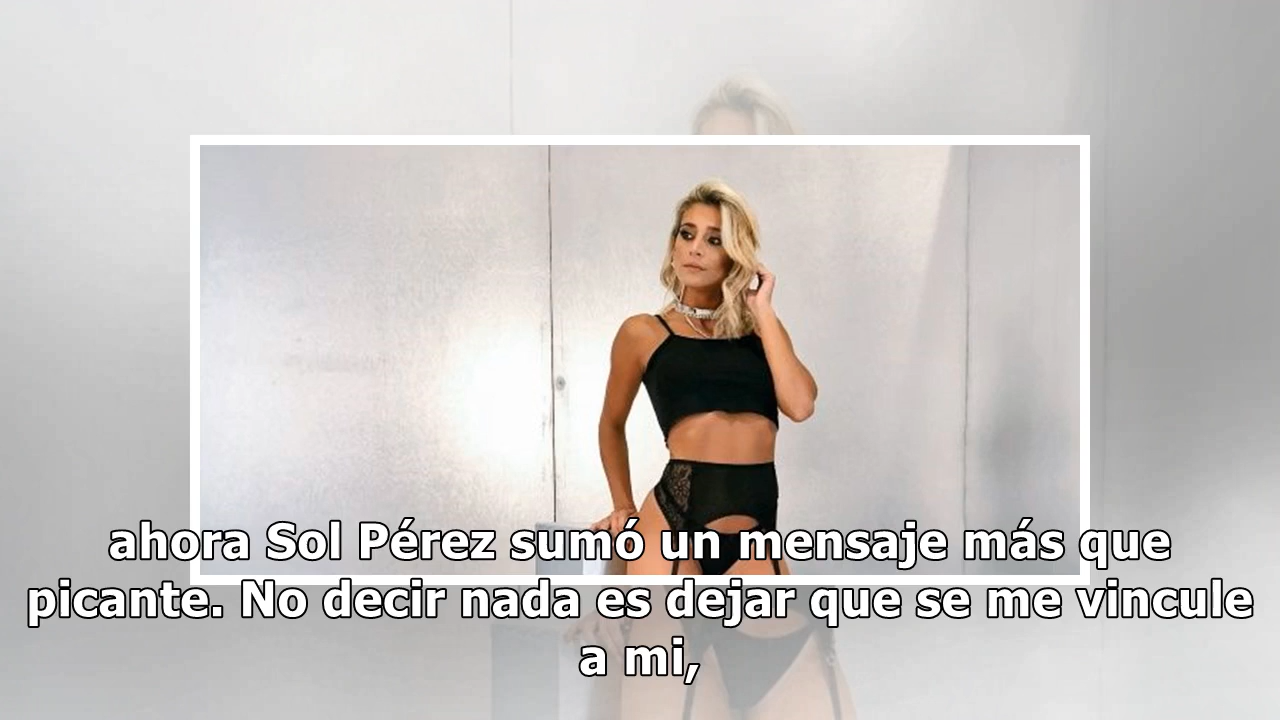 ahora Sol Pérez sumó un mensaje más que
picante. No decir nada es dejar que se me vincule
a mi,